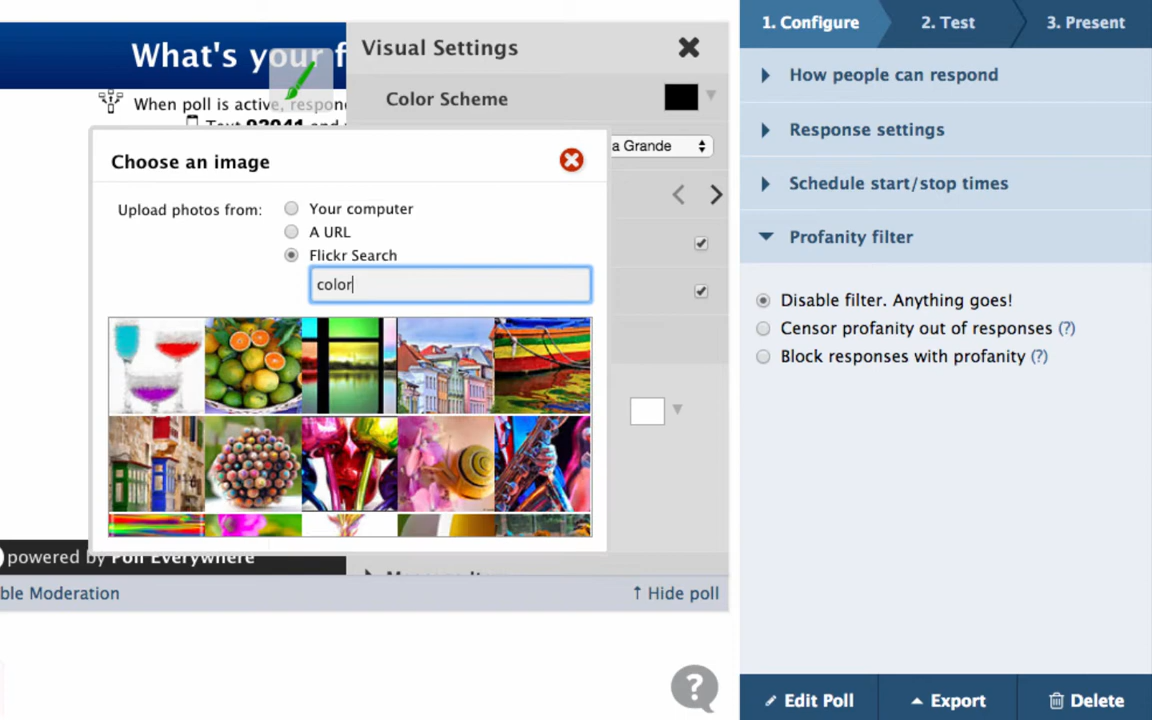 1. Configure
2. Test
3. Present
What's your f
Visual Settings
When poll is active, respon
Color Scheme
and
a Grande
Choose an image
Upload photos from:
Your computer
A URL
Flickr Search
color
How people can respond
Response settings
Schedule start/stop times
Profanity filter
Disable filter. Anything goes!
Censor profanity out of responses (?)
Block responses with profanity (?)
powered by Poll Everywhere
ble Moderation
↑ Hide poll
?
Edit Poll
Export
Delete